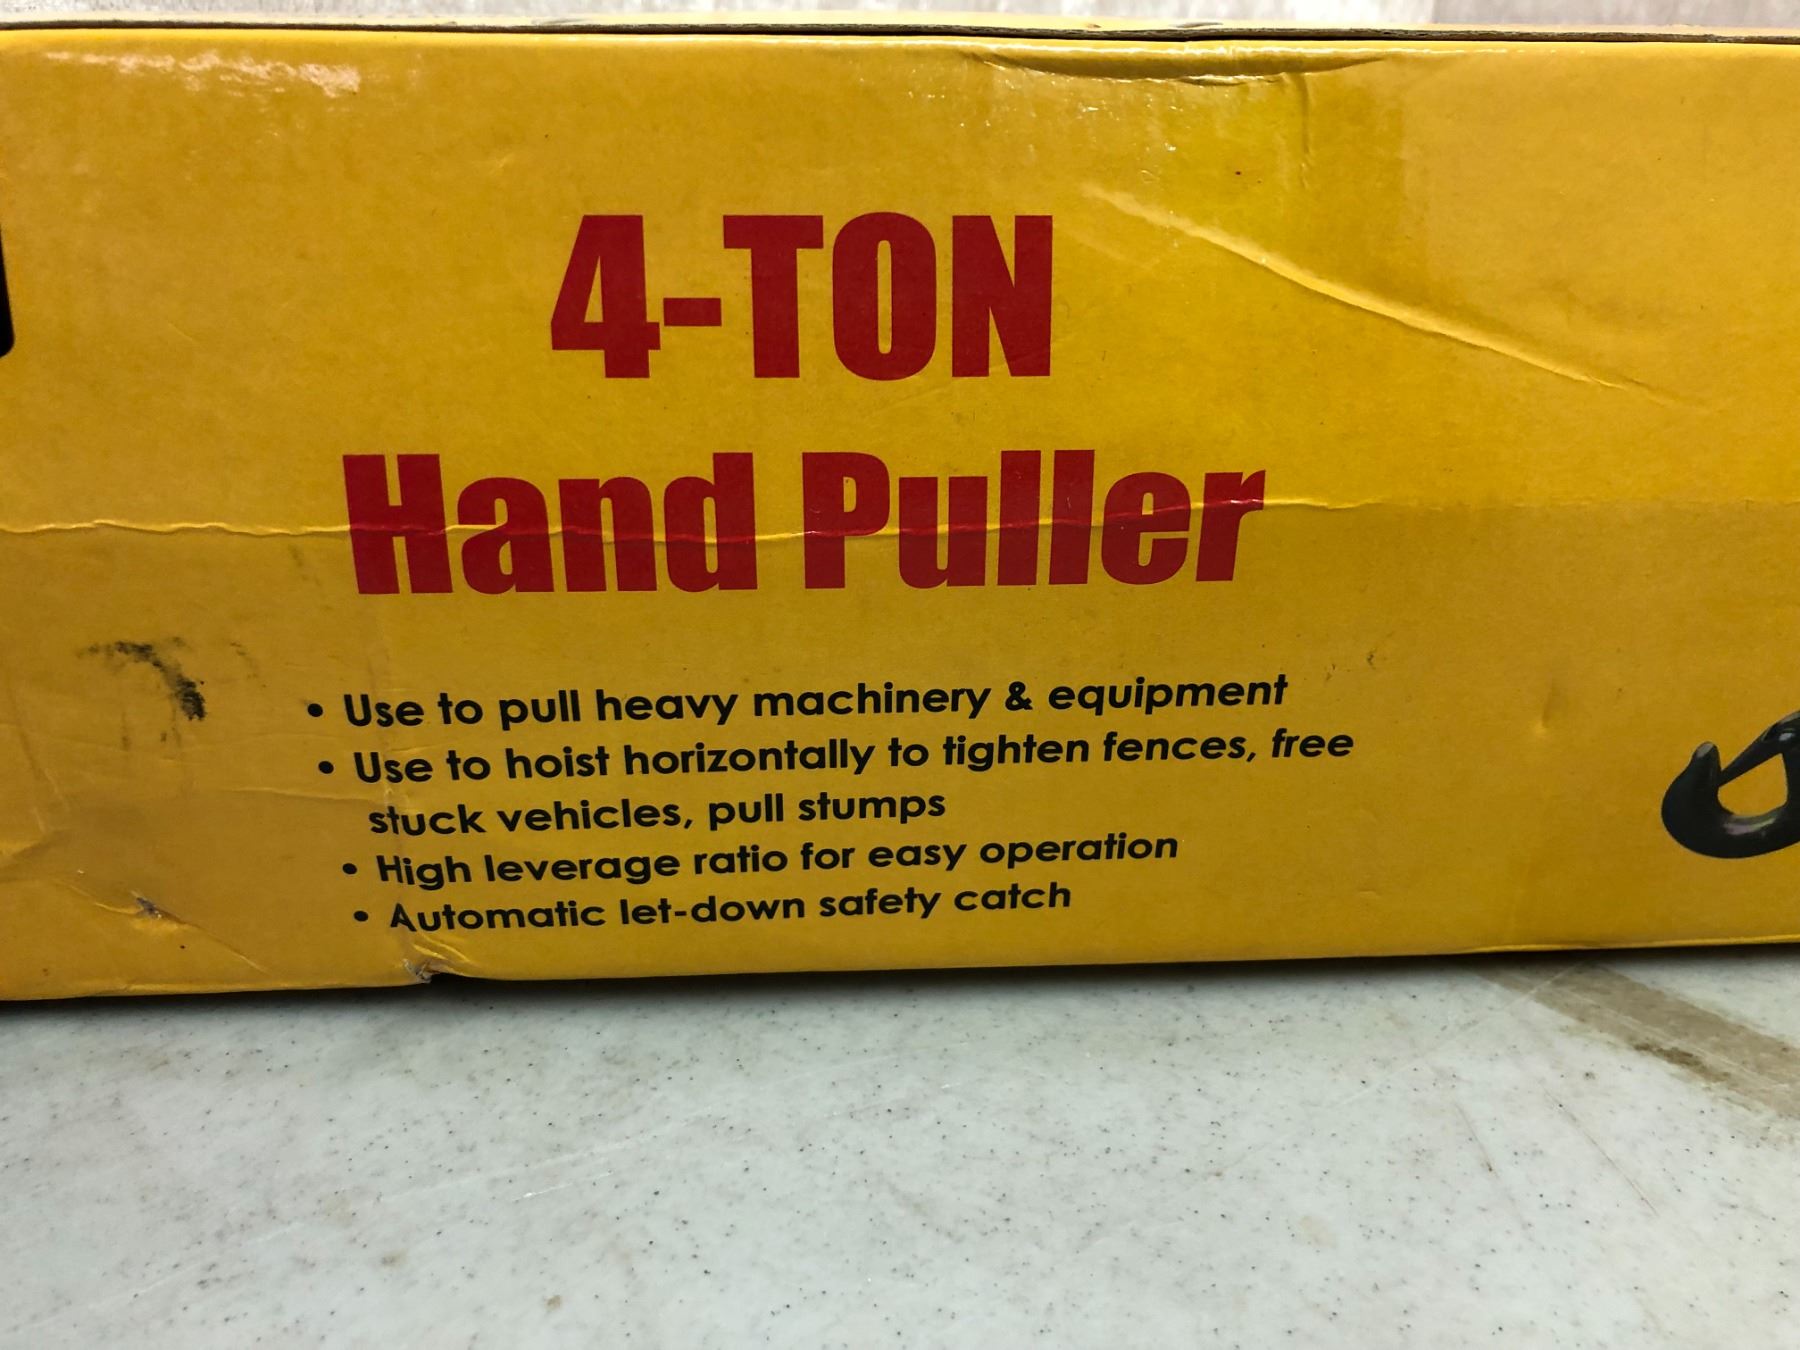 4-TON
Hand Puller
• Use to pull heavy machinery & equipment
• Use to hoist horizontally to tighten fences, free
stuck vehicles, pull stumps
• High leverage ratio for easy operation
• Automatic let-down safety catch